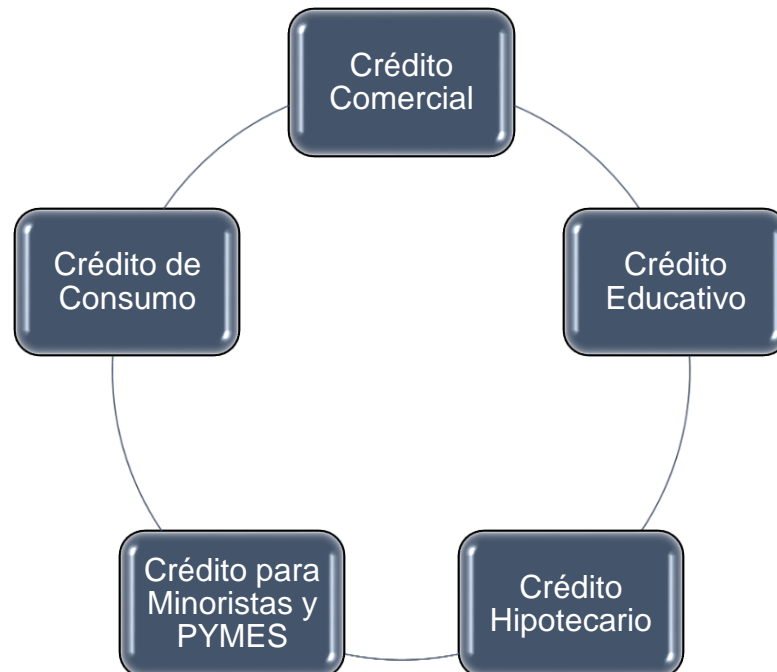 Crédito
Comercial
Crédito
Educativo
Crédito
Hipotecario
Crédito para
Minoristas y
PYMES
Crédito de
Consumo